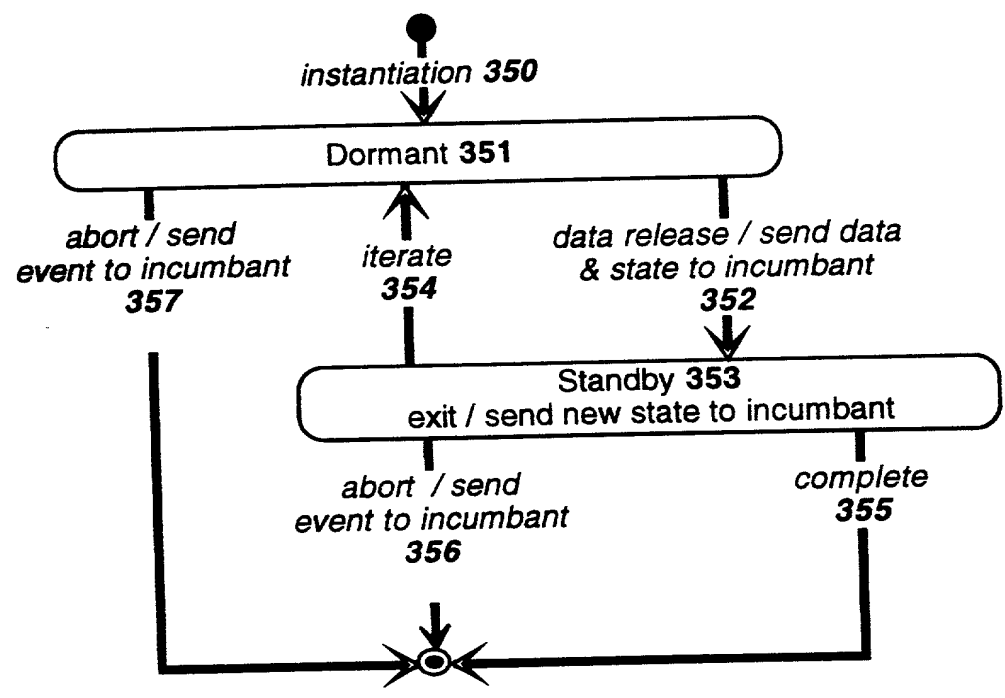 instantiation 350
Dormant 351
abort / send
event to incumbant
357
iterate
354
data release / send data
& state to incumbant
352
Standby 353
exit / send new state to incumbant
abort / send
event to incumbant
356
complete
355